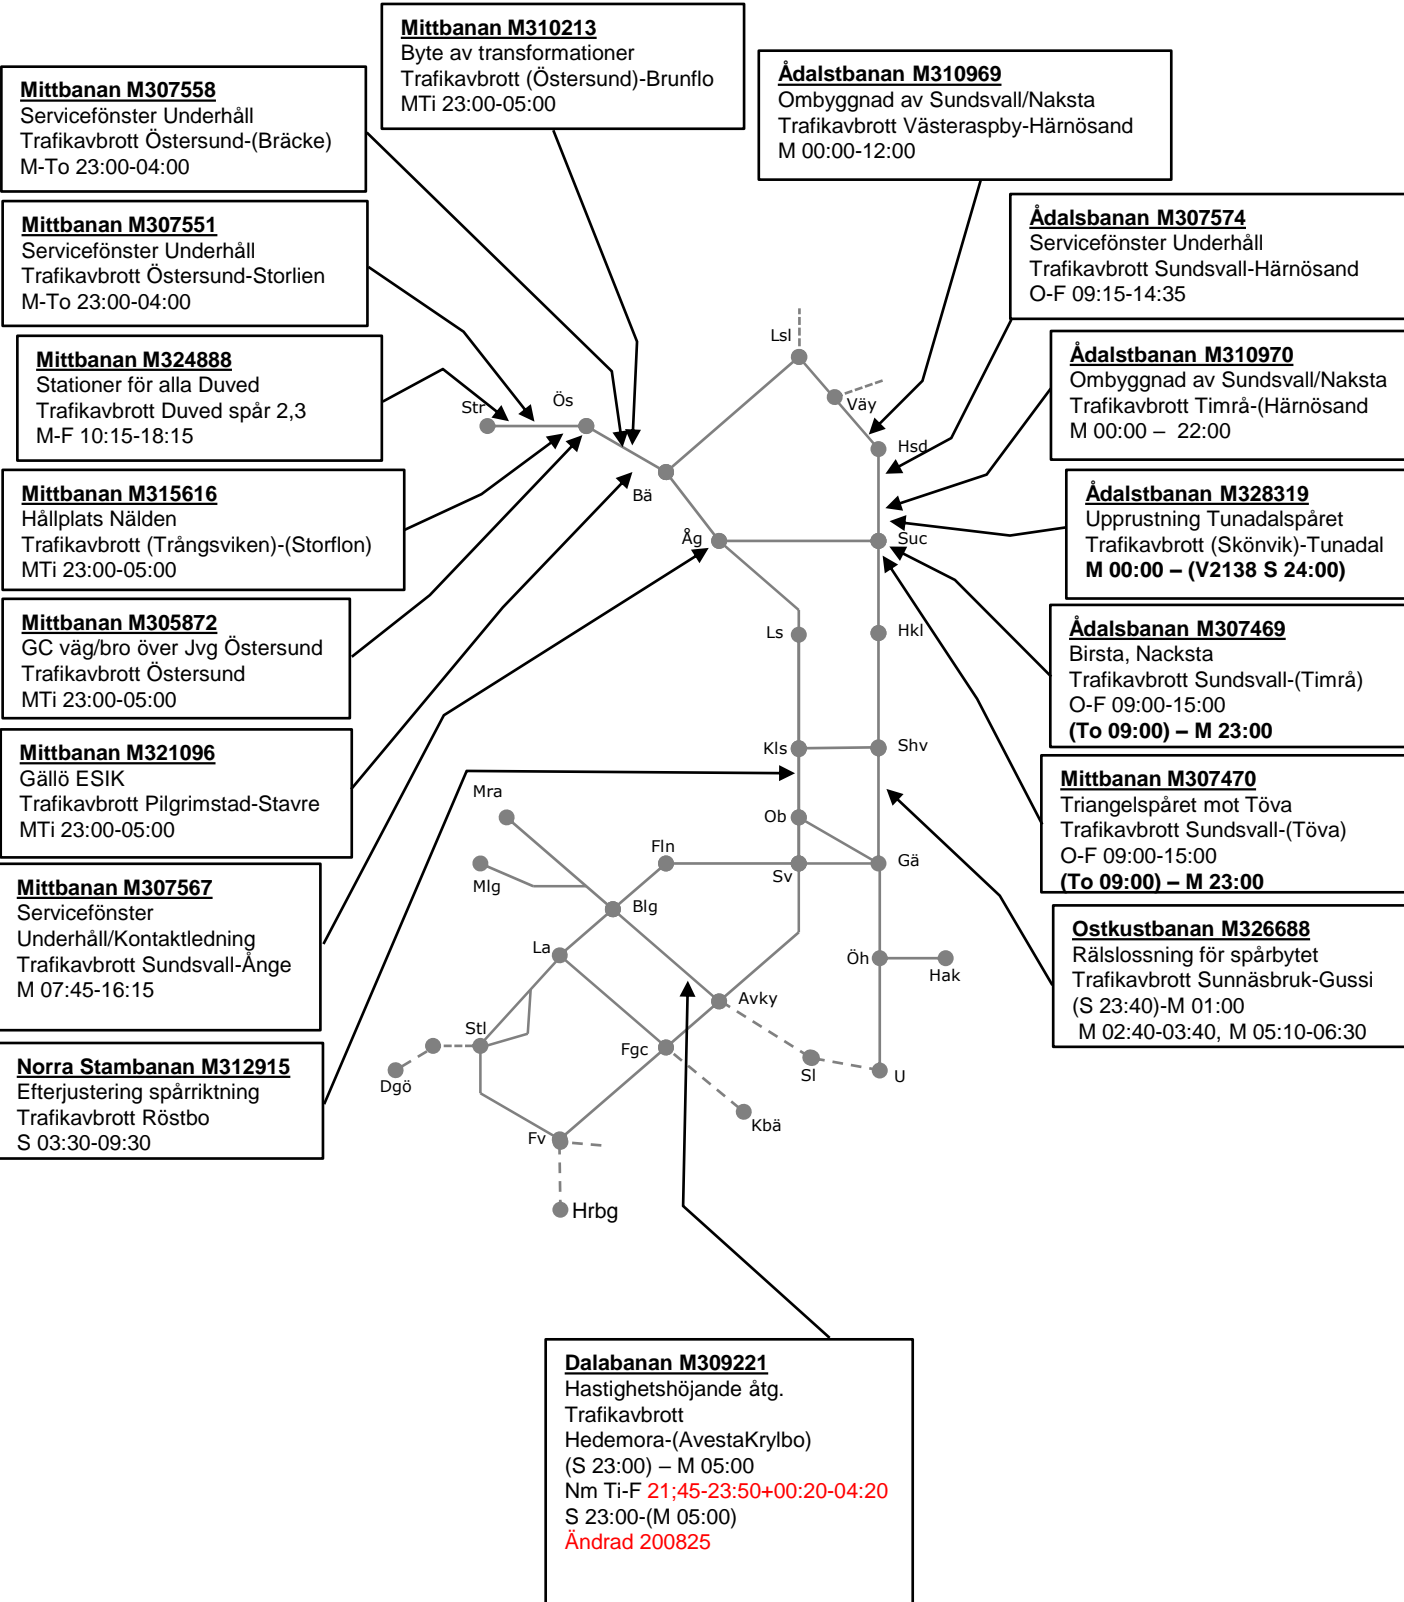 Mittbanan M310213
Byte av transformationer
Trafikavbrott (Östersund)-Brunflo
MTi 23:00-05:00
Mittbanan M307558
Servicefönster Underhåll
Trafikavbrott Östersund-(Bräcke)
M-To 23:00-04:00
Ådalstbanan M310969
Ombyggnad av Sundsvall/Naksta
Trafikavbrott Västeraspby-Härnösand
M 00:00-12:00
Mittbanan M307551
Servicefönster Underhåll
Trafikavbrott Östersund-Storlien
M-To 23:00-04:00
Ådalsbanan M307574
Servicefönster Underhåll
Trafikavbrott Sundsvall-Härnösand
O-F 09:15-14:35
Mittbanan M324888
Stationer för alla Duved
Trafikavbrott Duved spår 2,3
M-F 10:15-18:15
Ådalstbanan M310970
Ombyggnad av Sundsvall/Naksta
Trafikavbrott Timrå-(Härnösand
M 00:00 – 22:00
Mittbanan M315616
Hållplats Nälden
Trafikavbrott (Trångsviken)-(Storflon)
MTi 23:00-05:00
Ådalstbanan M328319
Upprustning Tunadalspåret
Trafikavbrott (Skönvik)-Tunadal
M 00:00 – (V2138 S 24:00)
Mittbanan M305872
GC väg/bro över Jvg Östersund
Trafikavbrott Östersund
MTi 23:00-05:00
Ådalsbanan M307469
Birsta, Nacksta
Trafikavbrott Sundsvall-(Timrå)
O-F 09:00-15:00
(To 09:00) – M 23:00
Mittbanan M321096
Gällö ESIK
Trafikavbrott Pilgrimstad-Stavre
MTi 23:00-05:00
Mittbanan M307470
Triangelspåret mot Töva
Trafikavbrott Sundsvall-(Töva)
O-F 09:00-15:00
(To 09:00) – M 23:00
Mittbanan M307567
Servicefönster
Underhåll/Kontaktledning
Trafikavbrott Sundsvall-Ånge
M 07:45-16:15
Ostkustbanan M326688
Rälslossning för spårbytet
Trafikavbrott Sunnäsbruk-Gussi
(S 23:40)-M 01:00
M 02:40-03:40, M 05:10-06:30
Norra Stambanan M312915
Efterjustering spårriktning
Trafikavbrott Röstbo
S 03:30-09:30
Lsl
Väy
Str
Ös
Hsd
Bä
Åg
Suc
Ls
Hkl
Kls
Shv
Mra
Ob
Fln
Gä
Mlg
Sv
Blg
La
Öh
Hak
Avky
Stl
Fgc
Sl
U
Dgö
Kbä
Fv
Hrbg
Dalabanan M309221
Hastighetshöjande åtg.
Trafikavbrott
Hedemora-(AvestaKrylbo)
(S 23:00) – M 05:00
Nm Ti-F 21;45-23:50+00:20-04:20
S 23:00-(M 05:00)
Ändrad 200825